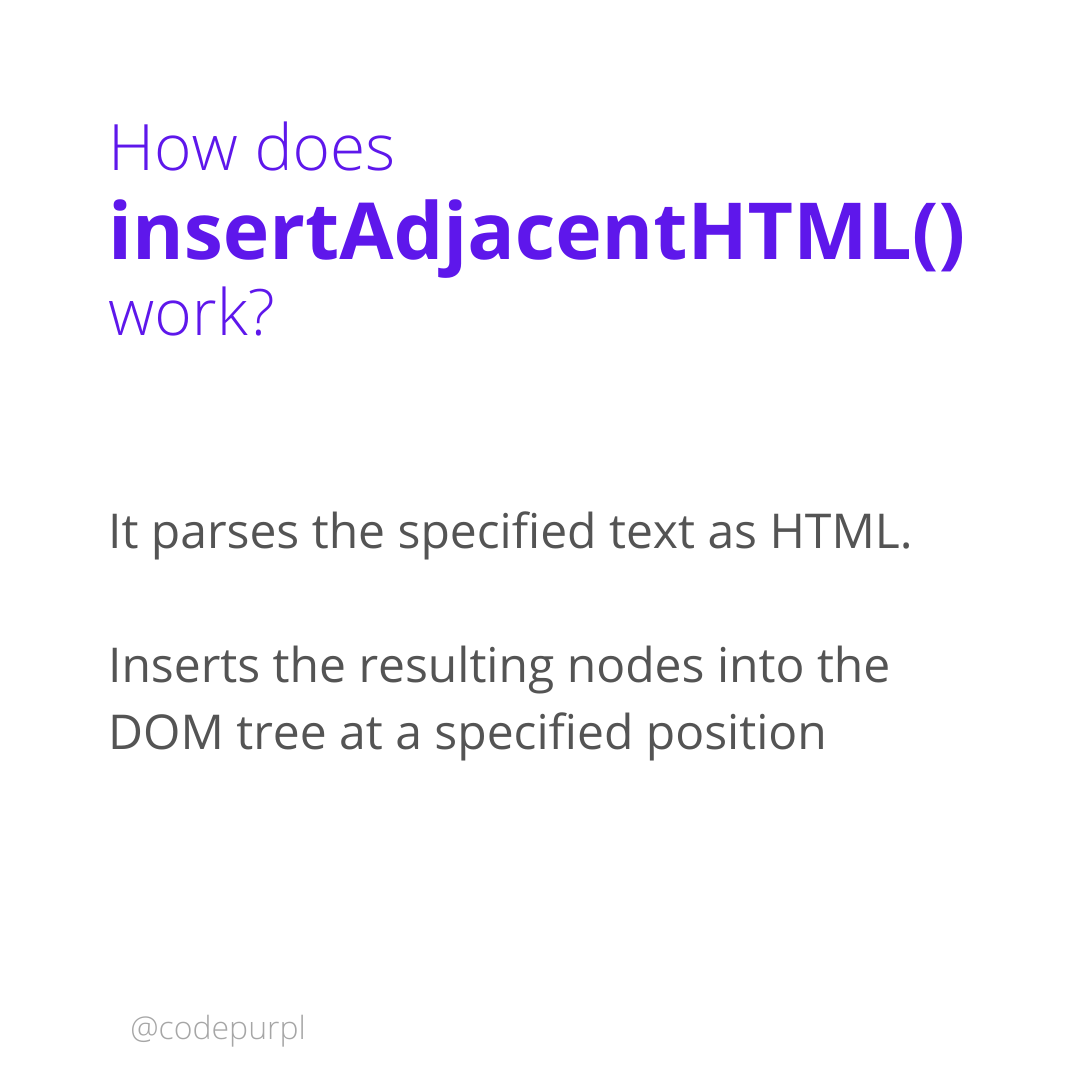 How does
insertAdjacentHTML()
work?
It parses the specified text as HTML.
Inserts the resulting nodes into the
DOM tree at a specified position
@codepurpl